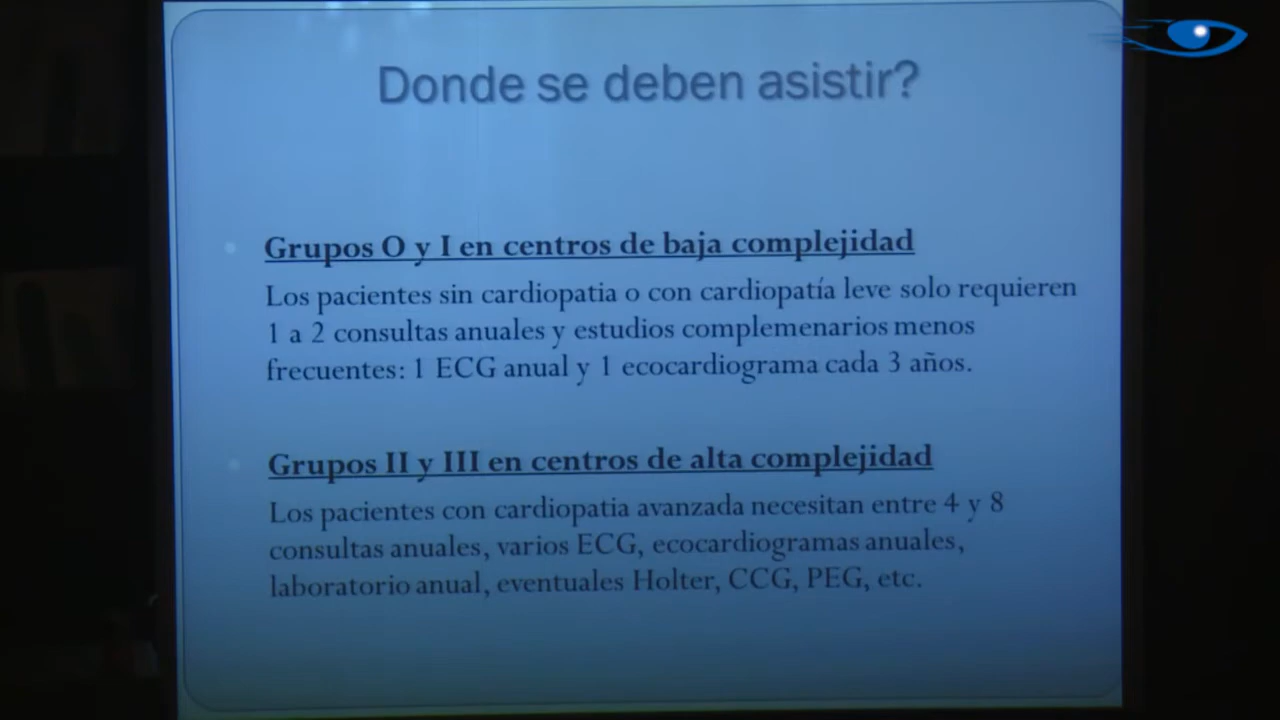 Donde se deben asistir?
Grupos O y I en centros de baja complejidad
Los pacientes sin cardiopatia o con cardiopatía leve solo requieren
1 a 2 consultas anuales y estudios complemenarios menos
frecuentes: 1 ECG anual y 1 ecocardiograma cada 3 años.
Grupos II y III en centros de alta complejidad
Los pacientes con cardiopatia avanzada necesitan entre 4 y 8
consultas anuales, varios ECG, ecocardiogramas anuales,
laboratorio anual, eventuales Holter, CCG, PEG, etc.